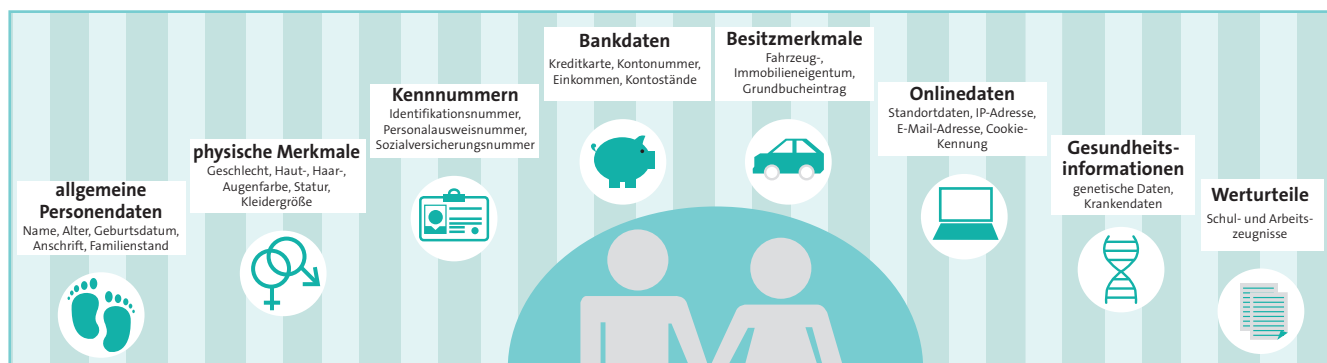 allgemeine
Personendaten
Name, Alter, Geburtsdatum,
Anschrift, Familienstand
physische Merkmale
Geschlecht, Haut-, Haar-,
Augenfarbe, Statur,
Kleidergröße
Kennnummern
Identifikationsnummer,
Personalausweisnummer,
Sozialversicherungsnummer
Bankdaten
Kreditkarte, Kontonummer,
Einkommen, Kontostände
Besitzmerkmale
Fahrzeug-,
Immobilieneigentum,
Grundbucheintrag
Onlinedaten
Standortdaten, IP-Adresse,
E-Mail-Adresse, Cookie-
Kennung
Gesundheits-
informationen
genetische Daten,
Krankendaten
Werturteile
Schul- und Arbeits-
zeugnisse